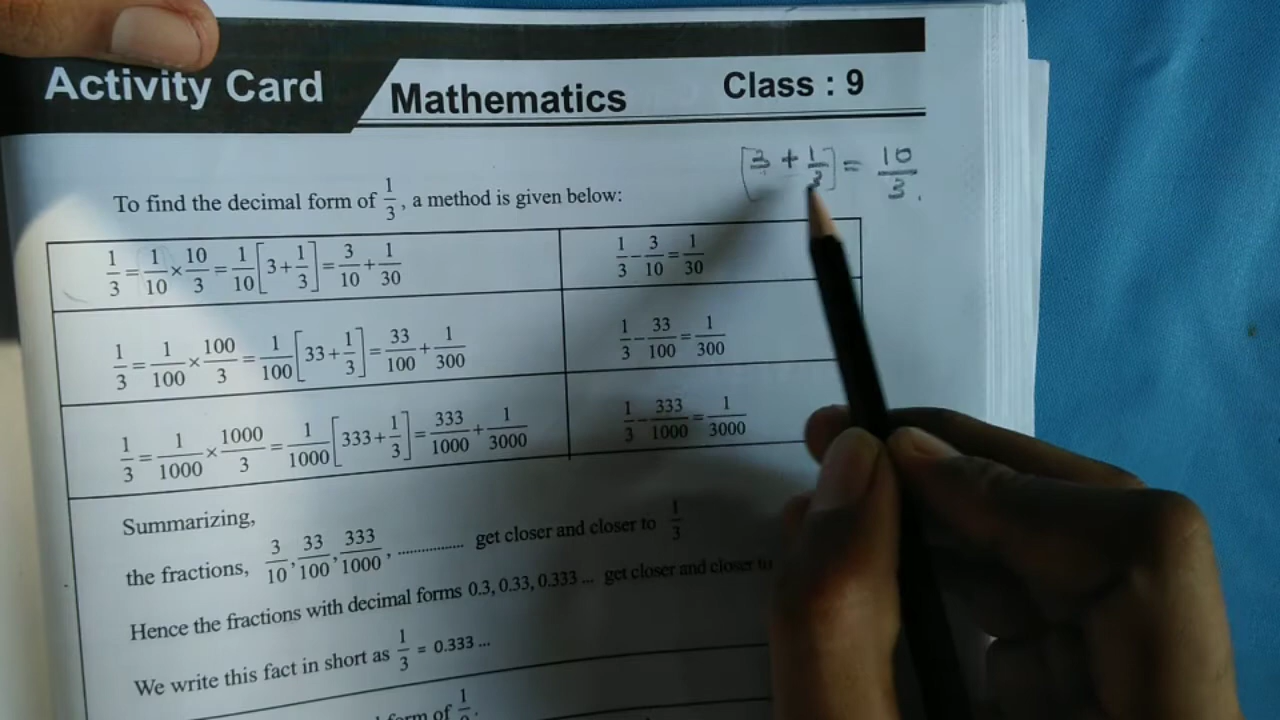 Activity Card Mathematics Class : 9
[3 + 1/3] = 10/3.
To find the decimal form of 1/3, a method is given below:
1/3 = 1/10 × 10/3 = 1/10 [3 + 1/3] = 3/10 + 1/30 1/3 - 3/10 = 1/30
1/3 = 1/100 × 100/3 = 1/100 [33 + 1/3] = 33/100 + 1/300 1/3 - 33/100 = 1/300
1/3 = 1/1000 × 1000/3 = 1/1000 [333 + 1/3] = 333/1000 + 1/3000 1/3 - 333/1000 = 1/3000
Summarizing,
the fractions, 3/10, 33/100, 333/1000, ................ get closer and closer to 1/3
Hence the fractions with decimal forms 0.3, 0.33, 0.333 ... get closer and closer to
We write this fact in short as 1/3 = 0.333 ...
form of